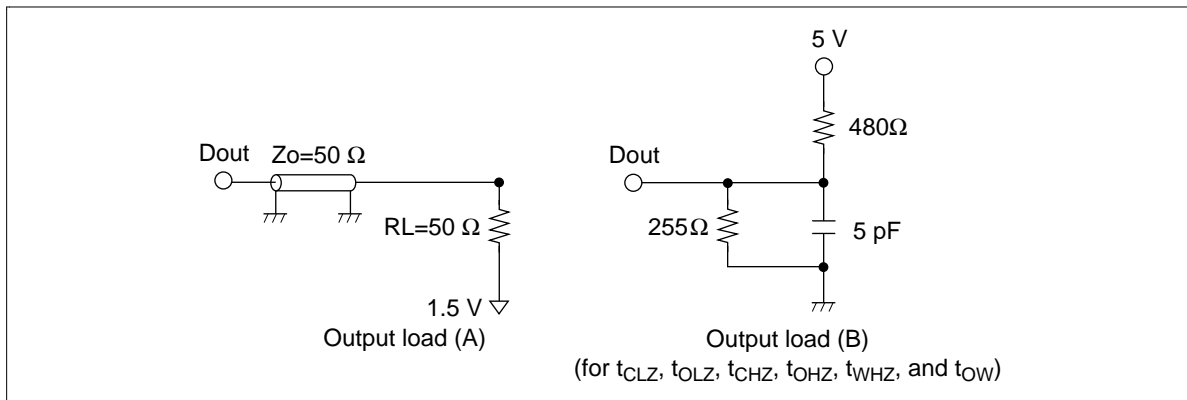 Dout
Zo=50 Ω
RL=50 Ω
1.5 V
Output load (A)
5 V
480Ω
Dout
255Ω
5 pF
Output load (B)
(for tCLZ, tOLZ, tCHZ, tOHZ, tWHZ, and tOW)